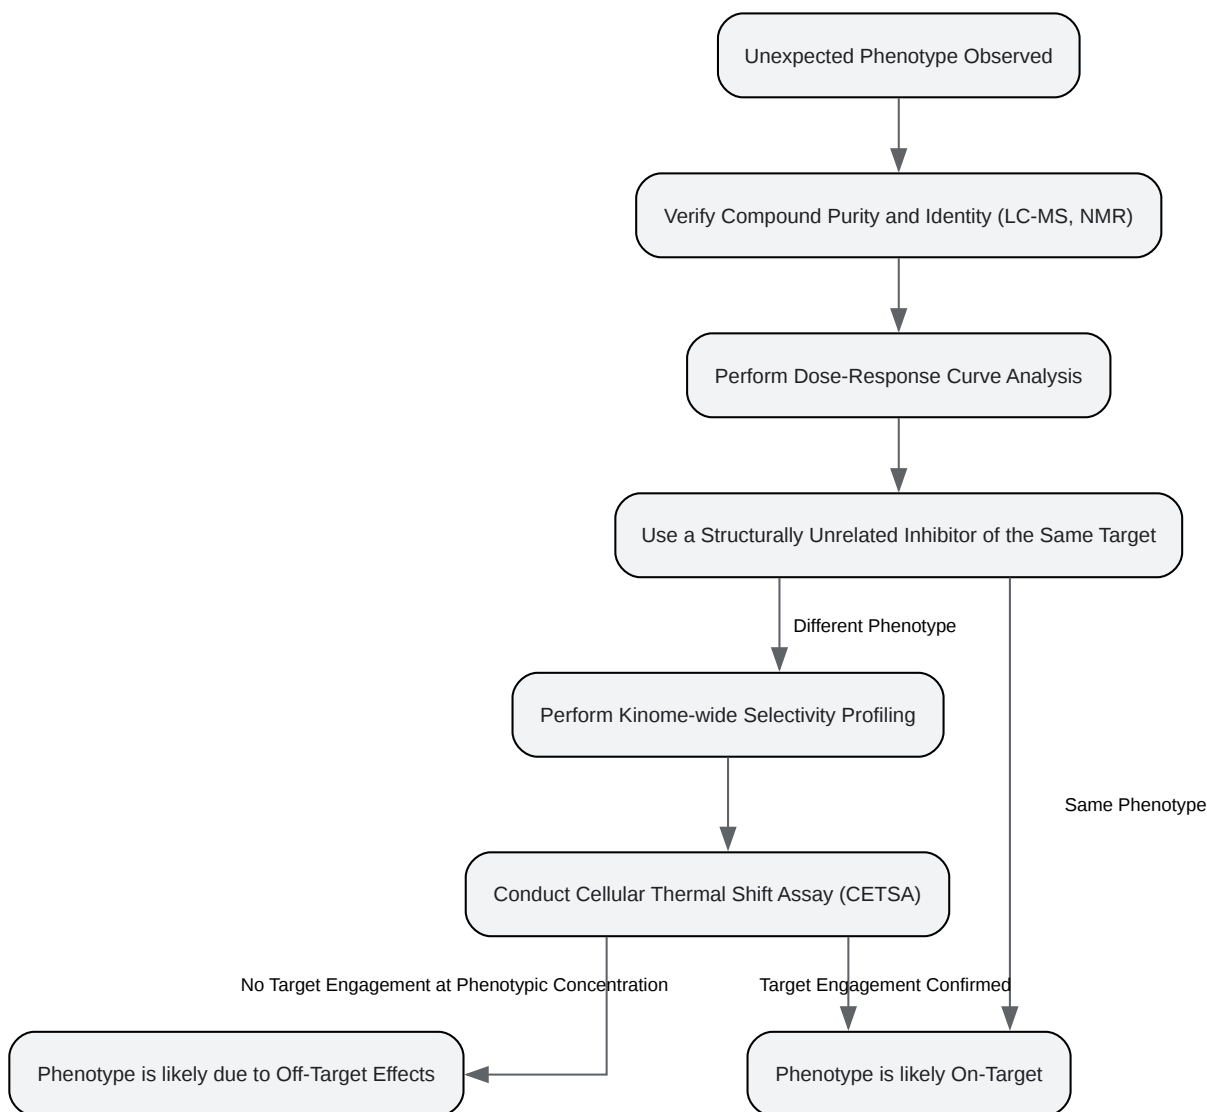 Unexpected Phenotype Observed
Verify Compound Purity and Identity (LC-MS, NMR)
Perform Dose-Response Curve Analysis
Use a Structurally Unrelated Inhibitor of the Same Target
Different Phenotype
Perform Kinome-wide Selectivity Profiling
Same Phenotype
Conduct Cellular Thermal Shift Assay (CETSA)
No Target Engagement at Phenotypic Concentration
Target Engagement Confirmed
Phenotype is likely due to Off-Target Effects
Phenotype is likely On-Target